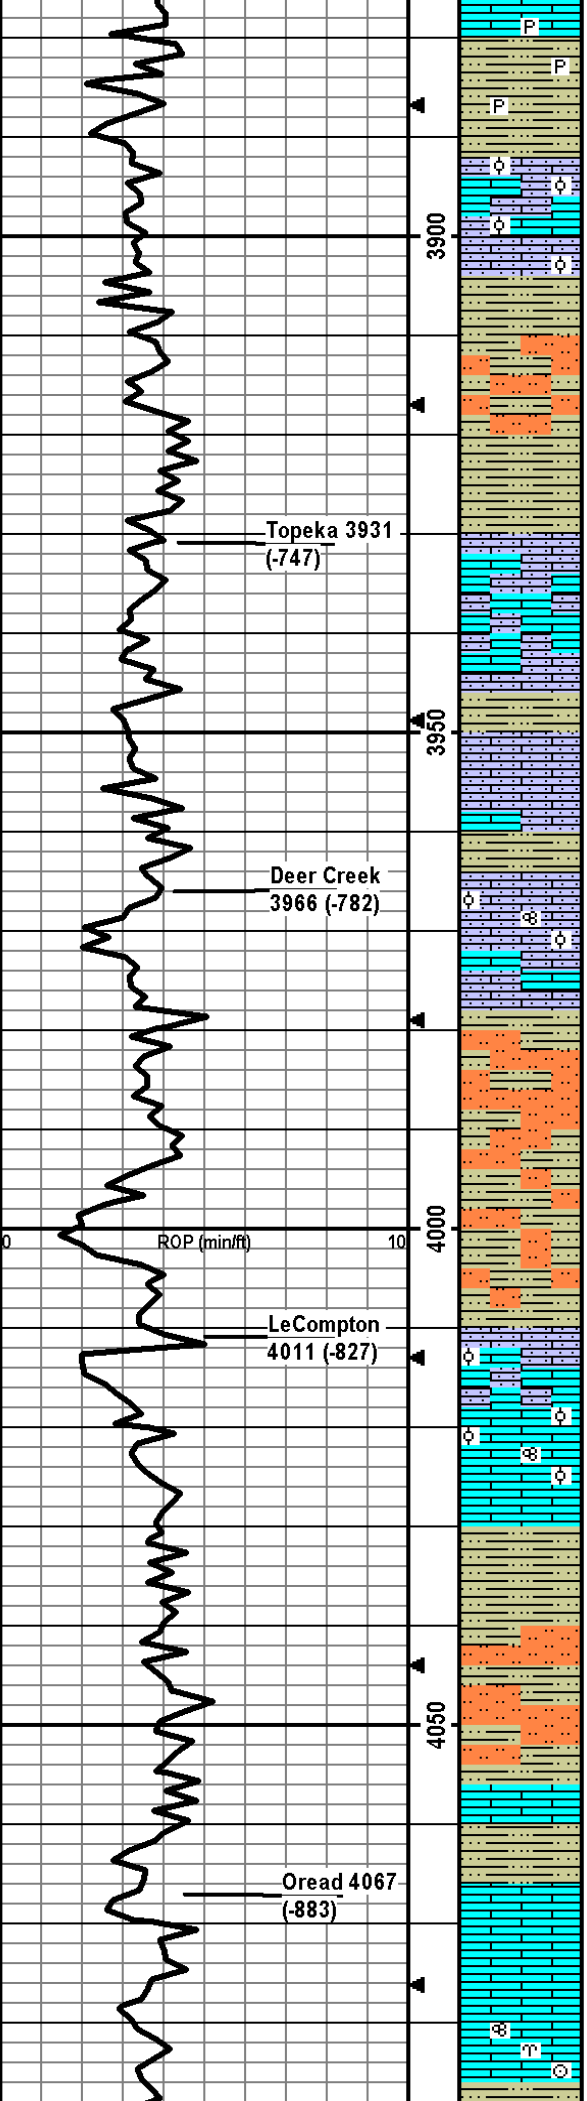 P
P
P
3900
Topeka 3931
(-747)
3950
Deer Creek
3966 (-782)
0 ROP (min/ft) 10
4000
LeCompton
4011 (-827)
4050
Oread 4067
(-883)